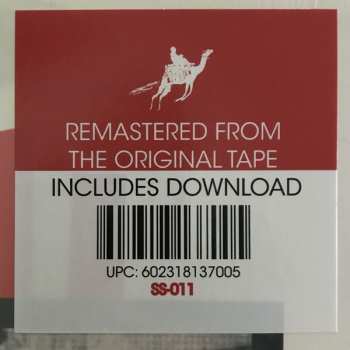 REMASTERED FROM
THE ORIGINAL TAPE
INCLUDES DOWNLOAD
UPC: 602318137005
SS-011